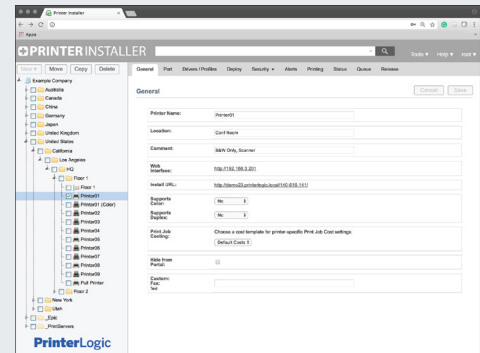 Printer Installer
Apps
PRINTER INSTALLER
Tools Help root
New Move Copy Delete
General Port Drivers / Profiles Deploy Security Alerts Printing Status Queue Release
Example Company
Australia
Canada
China
Germany
Japan
United Kingdom
United States
California
Los Angeles
HQ
Floor 1
Floor 1
Printer01
Printer01 (Color)
Printer02
Printer03
Printer04
Printer05
Printer06
Printer07
Printer08
Printer09
Pull Printer
Floor 2
New York
Utah
_Epic
_PrintServers
PrinterLogic
General
Cancel Save
Printer Name: Printer01
Location:
Comment: B&W Only, Scanner
Web
Interface: http://192.168.3.201
Install URL:
Supports
Color: No
Supports
Duplex: No
Print Job
Costing: Choose a cost template for printer-specific Print Job Cost settings
Default Costs
Hide from
Portal:
Custom:
Fax:
Text